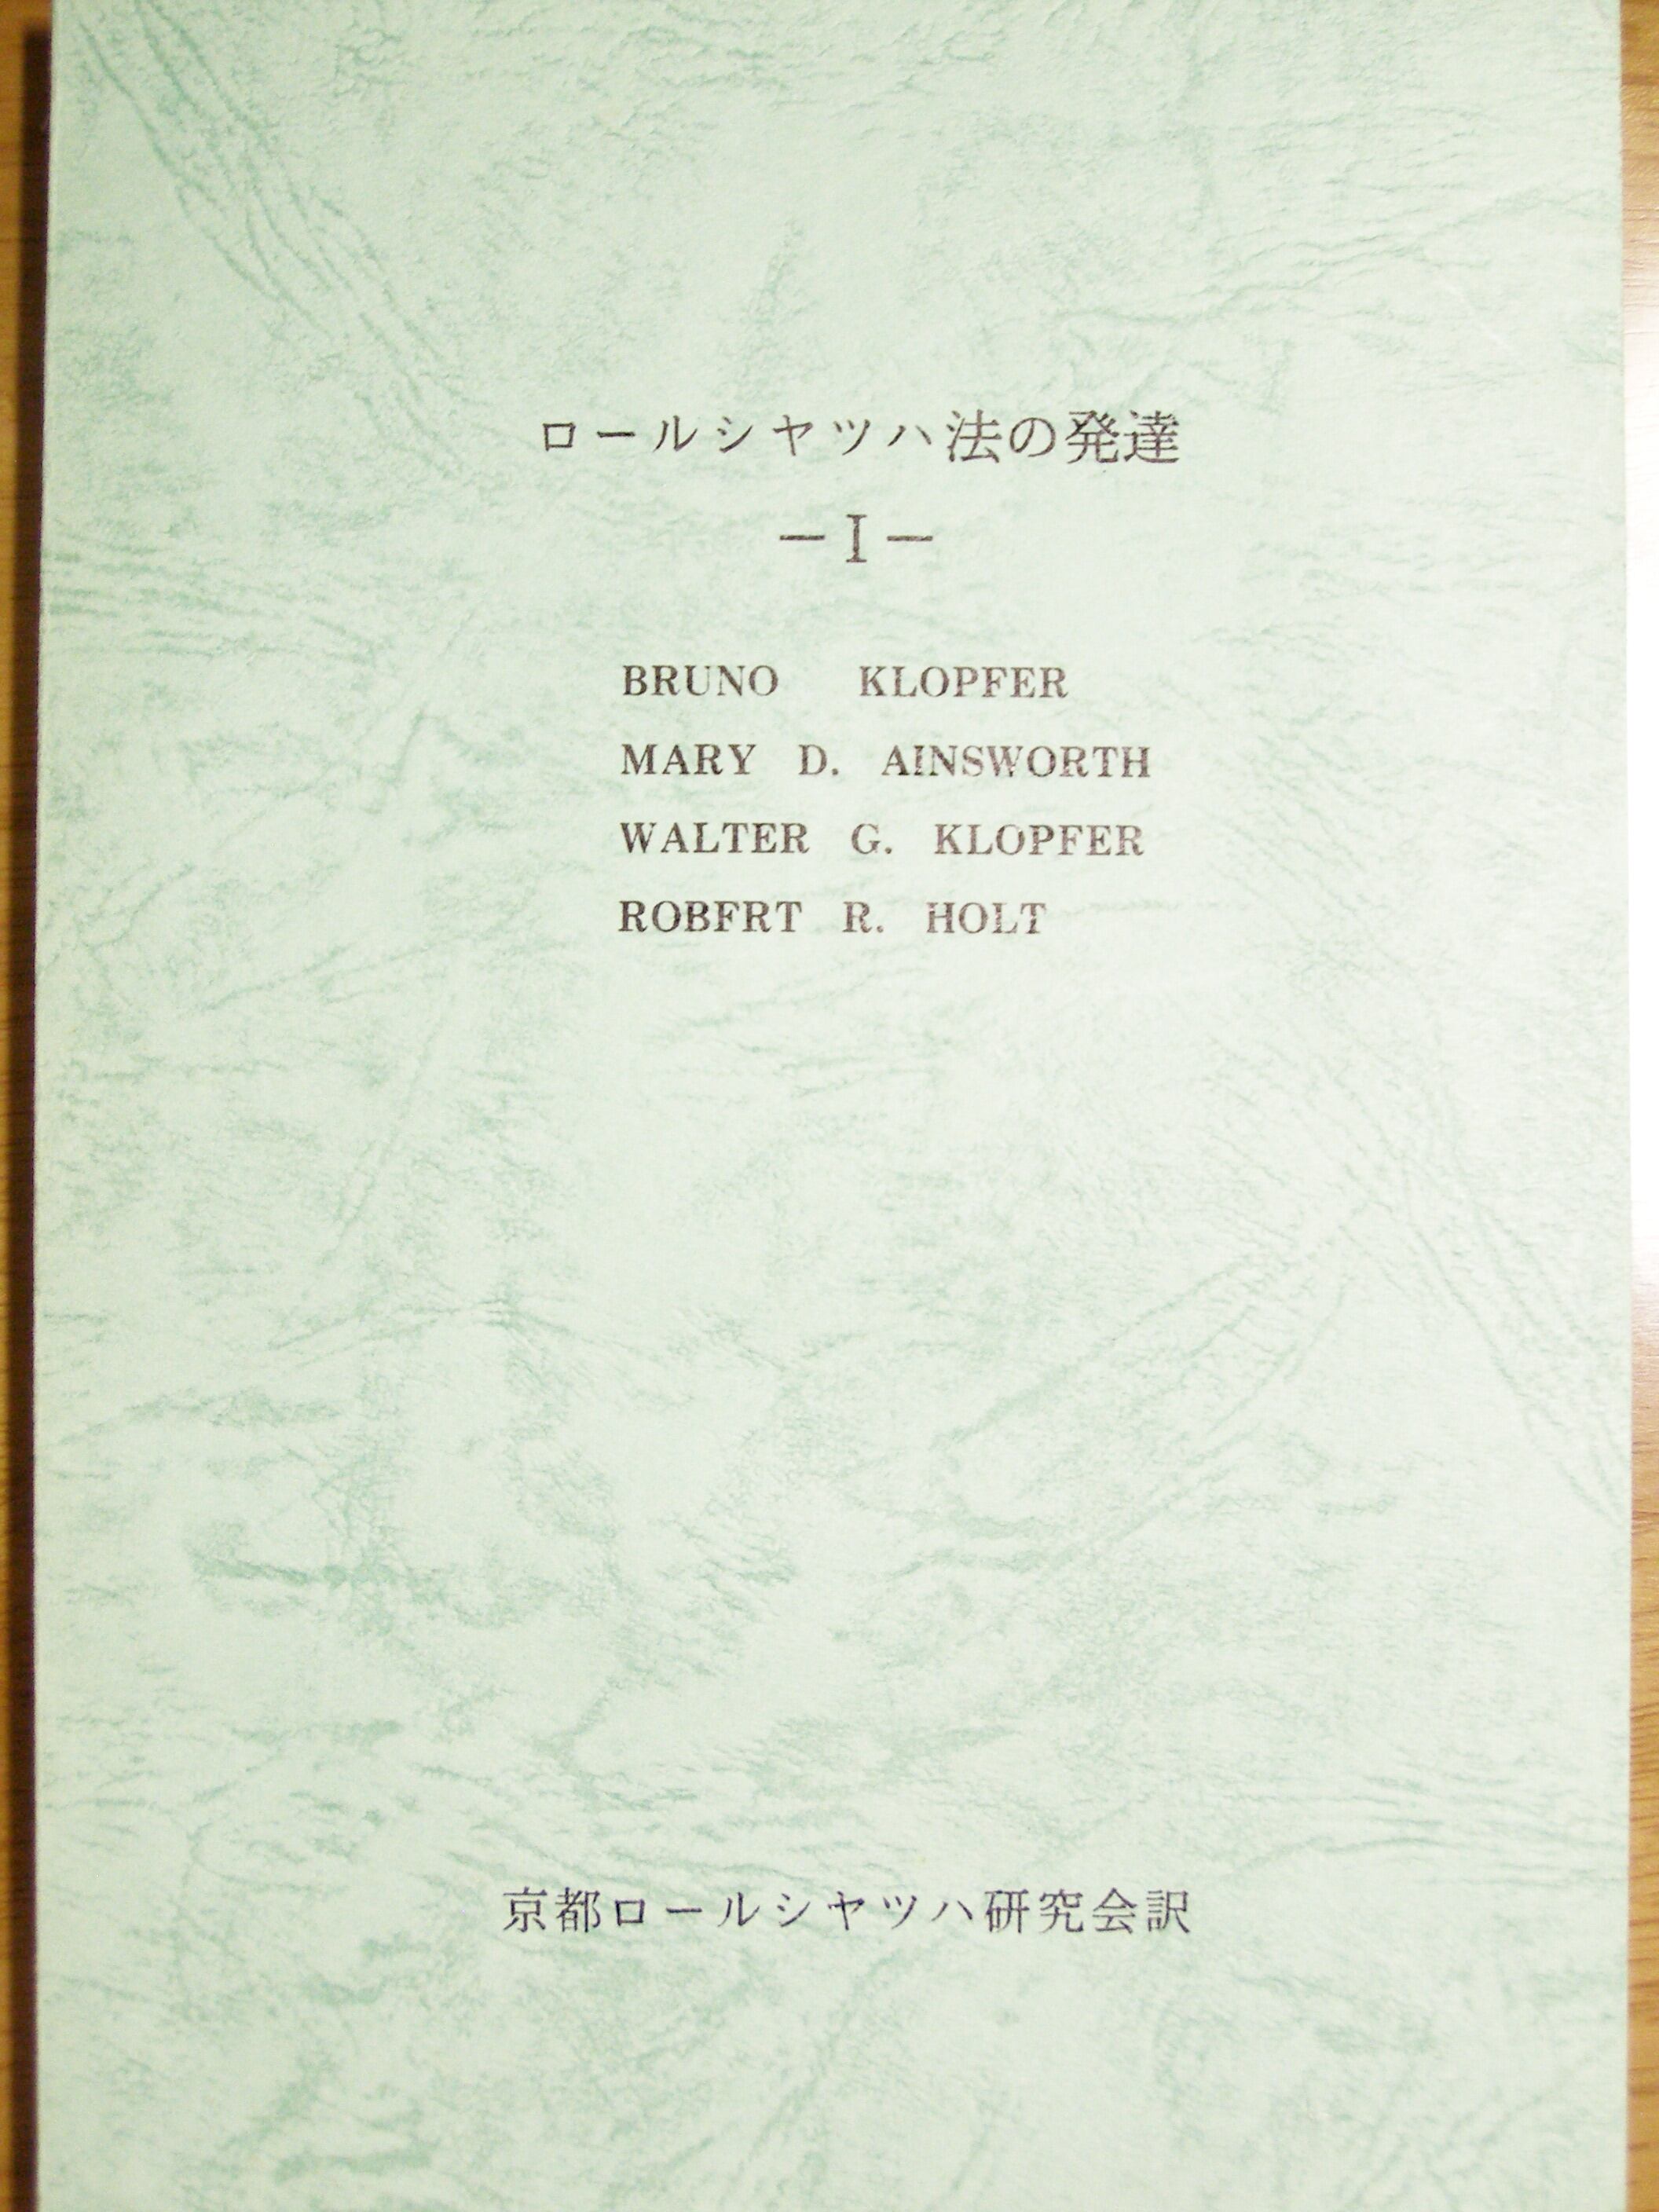 ロールシヤツハ法の発達
—I—
BRUNO KLOPFER
MARY D. AINSWORTH
WALTER G. KLOPFER
ROBFRT R. HOLT
京都ロールシヤツハ研究会訳